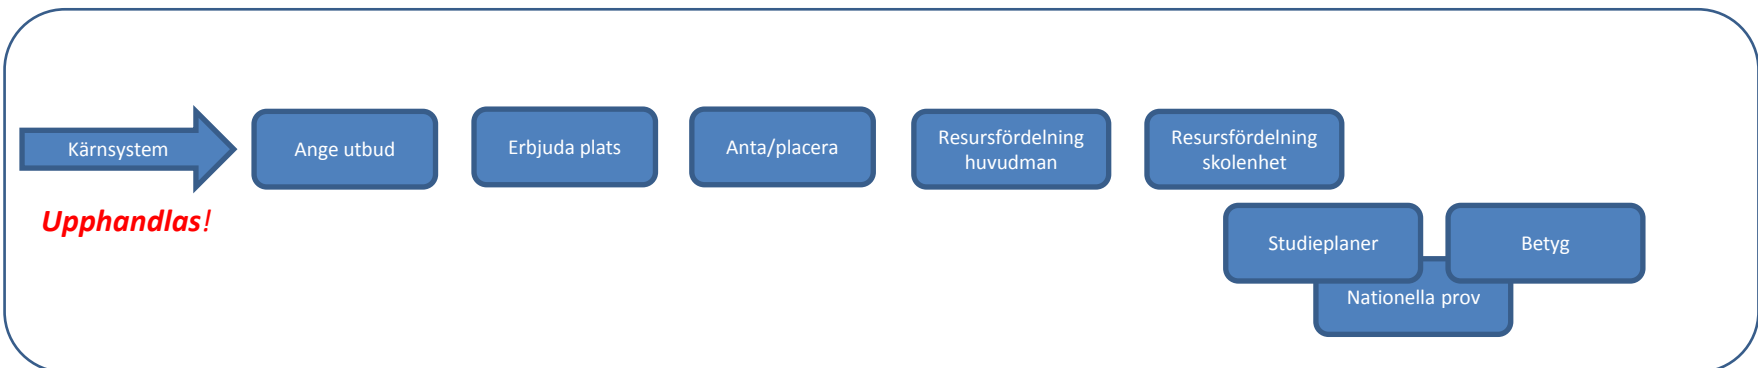 Kärnsystem
Ange utbud
Erbjuda plats
Anta/placera
Resursfördelning
huvudman
Resursfördelning
skolenhet
Upphandlas!
Studieplaner
Betyg
Nationella prov